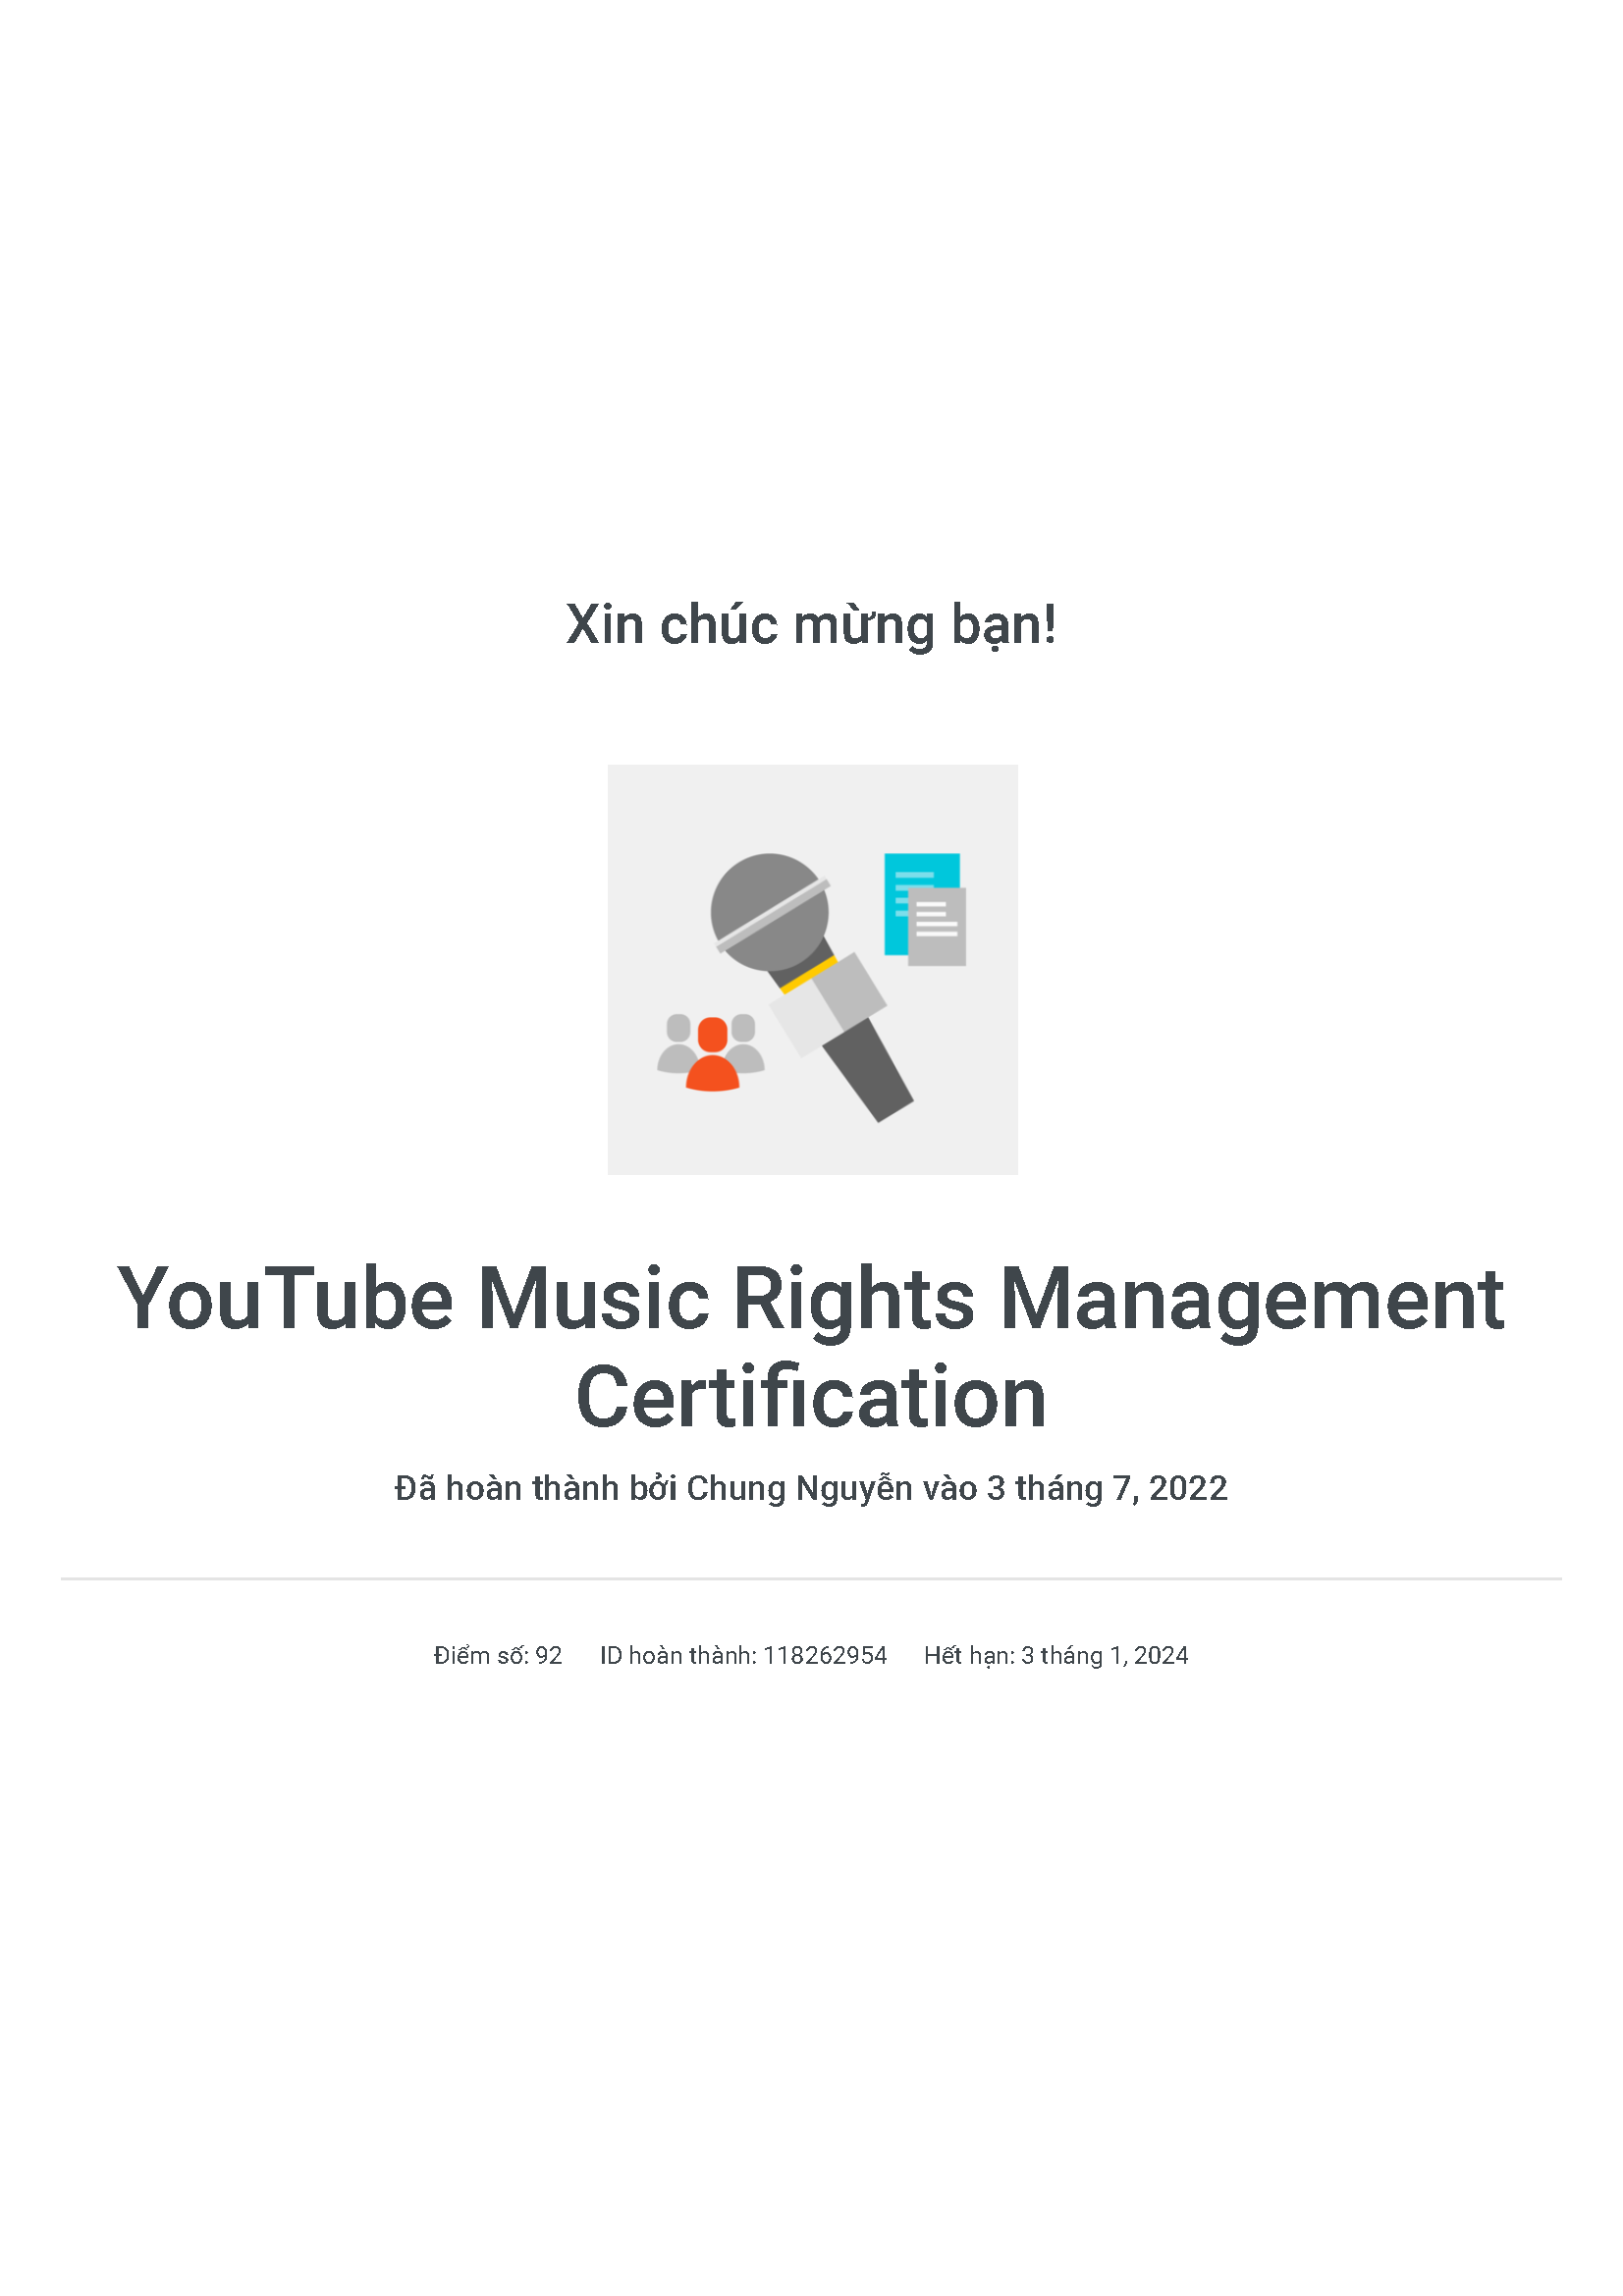 Xin chúc mừng bạn!
YouTube Music Rights Management
Certification
Đã hoàn thành bởi Chung Nguyễn vào 3 tháng 7, 2022
Điểm số: 92 ID hoàn thành: 118262954 Hết hạn: 3 tháng 1, 2024